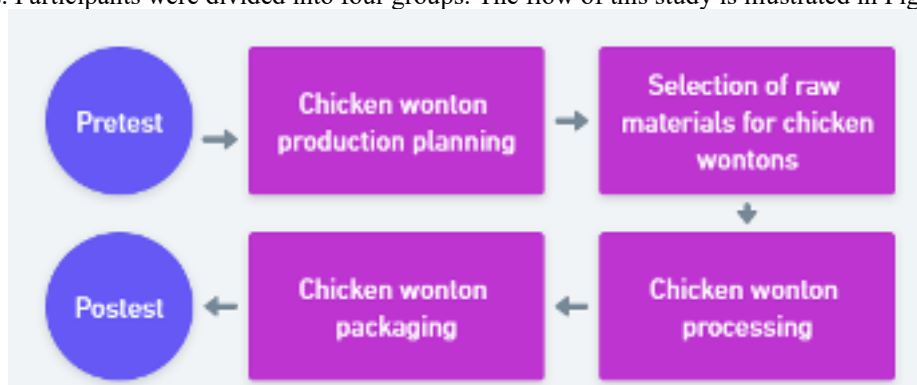 Participants were divided into four groups. The flow of this study is illustrated in Fig
Pretest
Chicken wonton
production planning
Selection of raw
materials for chicken
wontons
Chicken wonton
processing
Chicken wonton
packaging
Postest